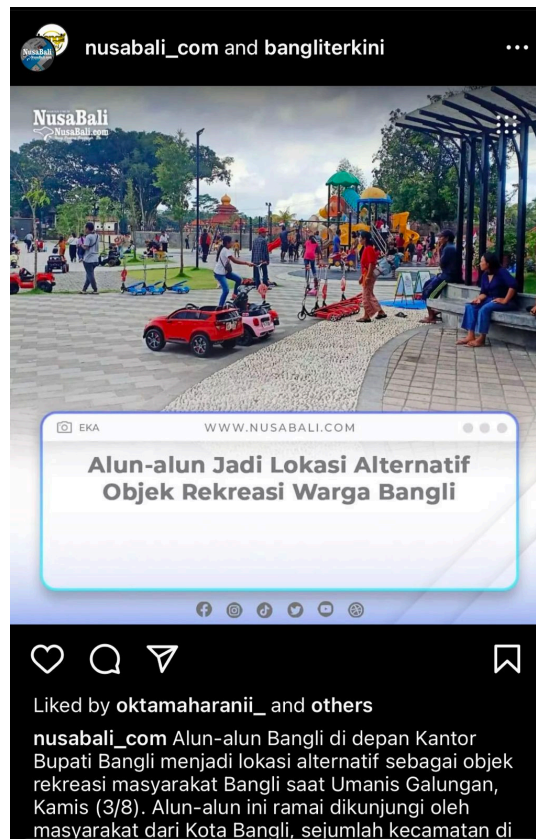 nusabali_com and bangliterkini
NusaBali
NusaBali.com
EKA
WWW.NUSABALI.COM
Alun-alun Jadi Lokasi Alternatif
Objek Rekreasi Warga Bangli
Liked by oktamaharanii_ and others
nusabali_com Alun-alun Bangli di depan Kantor
Bupati Bangli menjadi lokasi alternatif sebagai objek
rekreasi masyarakat Bangli saat Umanis Galungan,
Kamis (3/8). Alun-alun ini ramai dikunjungi oleh
masyarakat dari Kota Bangli, sejumlah kecamatan di